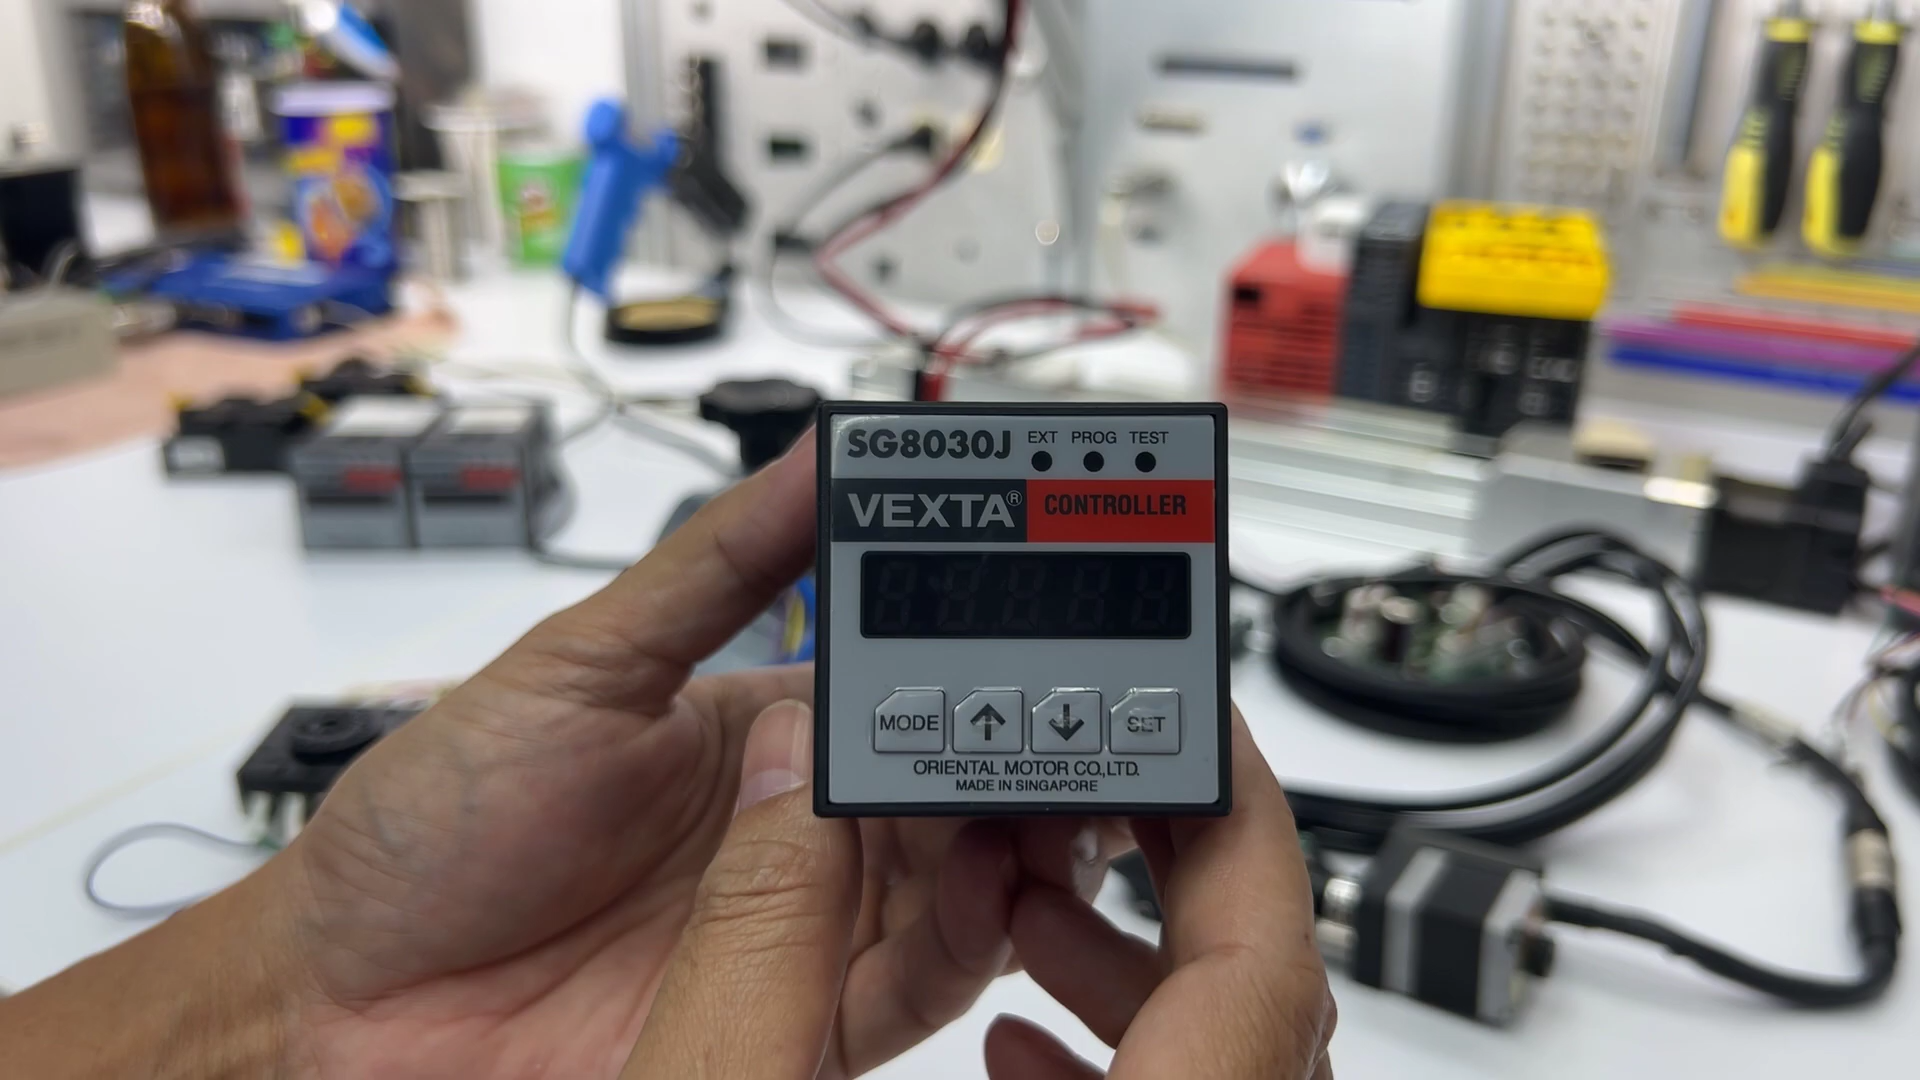 SG8030J EXT PROG TEST
VEXTA® CONTROLLER
MODE SET
ORIENTAL MOTOR CO.,LTD.
MADE IN SINGAPORE